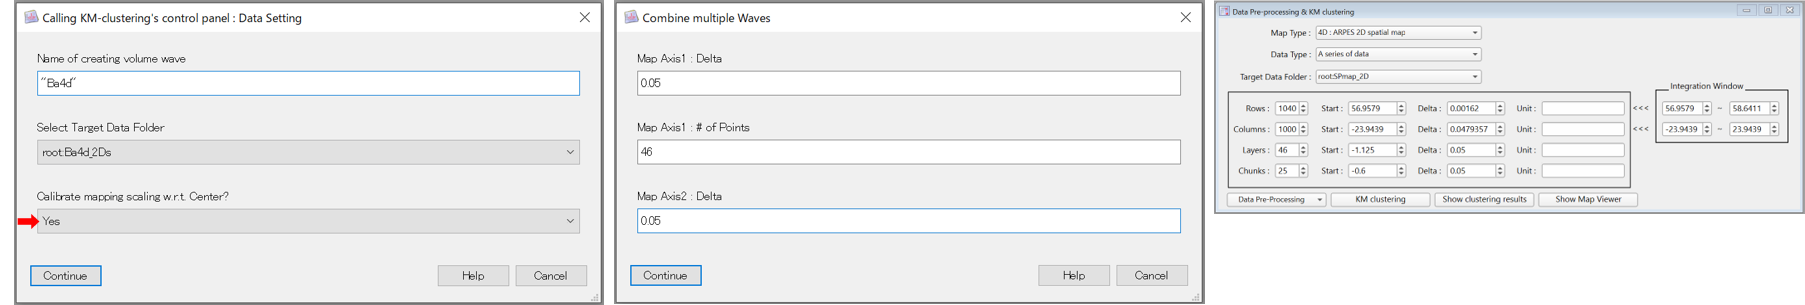 Calling KM-clustering's control panel : Data Setting
Name of creating volume wave
"Ba4d"
Select Target Data Folder
root:Ba4d_2Ds
Calibrate mapping scaling w.r.t. Center?
Yes
Continue Help Cancel
Combine multiple Waves
Map Axis1 : Delta
0.05
Map Axis1 : # of Points
46
Map Axis2 : Delta
0.05
Continue Help Cancel
Data Pre-processing & KM clustering
Map Type : 4D : ARPES 2D spatial map
Data Type : A series of data
Target Data Folder : root:SPmap_2D
Integration Window
Rows : 1040 Start : 56.9579 Delta : 0.00162 Unit : <<< 56.9579 ~ 58.6411
Columns : 1000 Start : -23.9439 Delta : 0.0479357 Unit : <<< -23.9439 ~ 23.9439
Layers : 46 Start : -1.125 Delta : 0.05 Unit :
Chunks : 25 Start : -0.6 Delta : 0.05 Unit :
Data Pre-Processing KM clustering Show clustering results Show Map Viewer